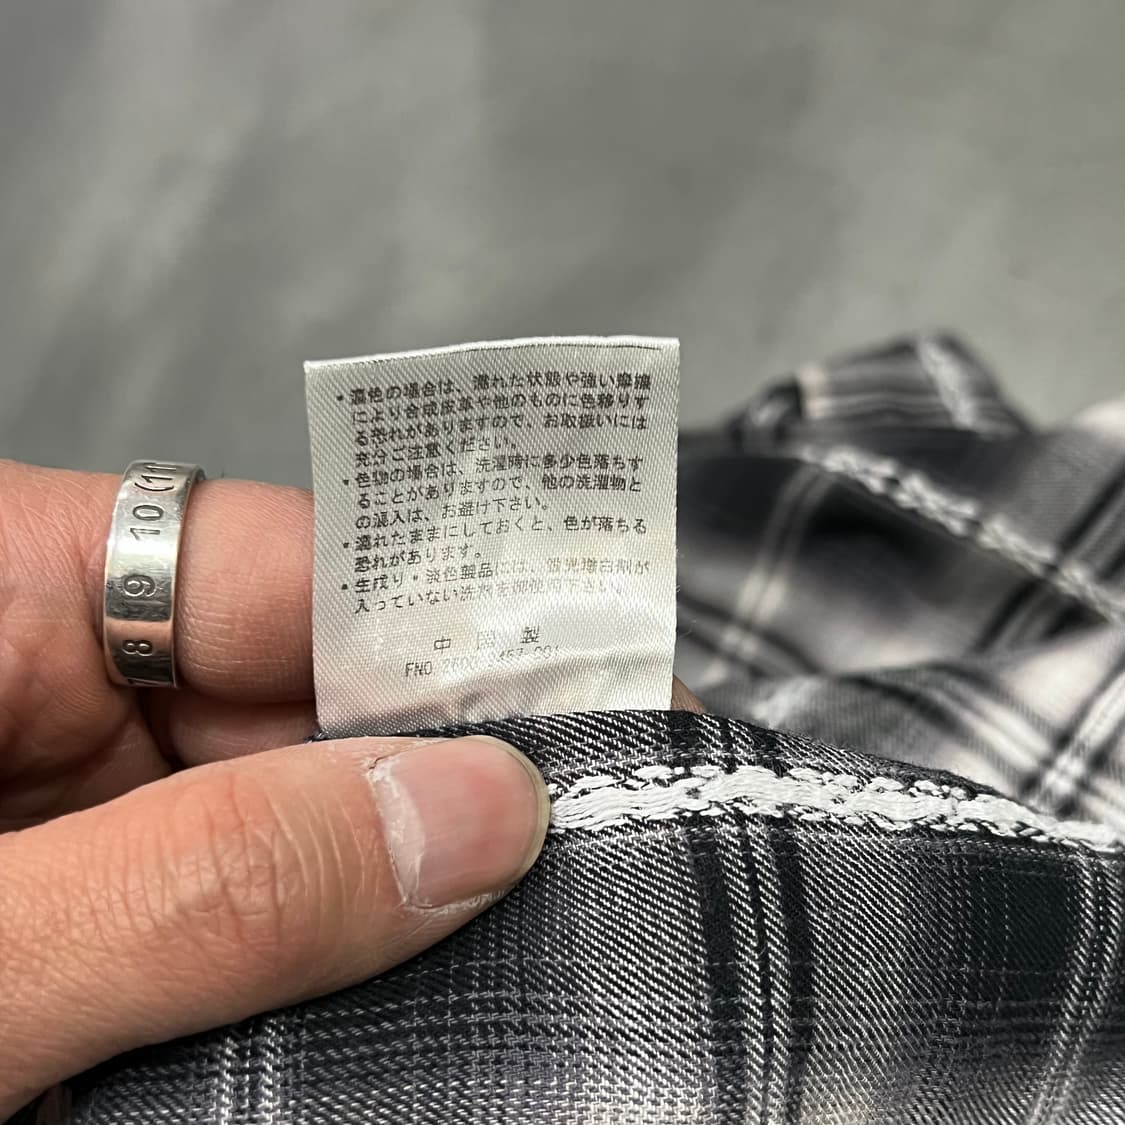 ・濃色の場合は、濡れた状態や強い摩擦
により合成皮革や他のものに色移りす
る恐れがありますので、お取扱いには
充分ご注意ください。
・色物の場合は、洗濯時に多少色落ちす
ることがありますので、他の洗濯物と
の混入は、お避け下さい。
・濡れたままにしておくと、色が落ちる
恐れがあります。
・生成り・淡色製品には、蛍光増白剤が
入っていない洗剤を御使用下さい。
中国製
FNO
8 9 10 (11